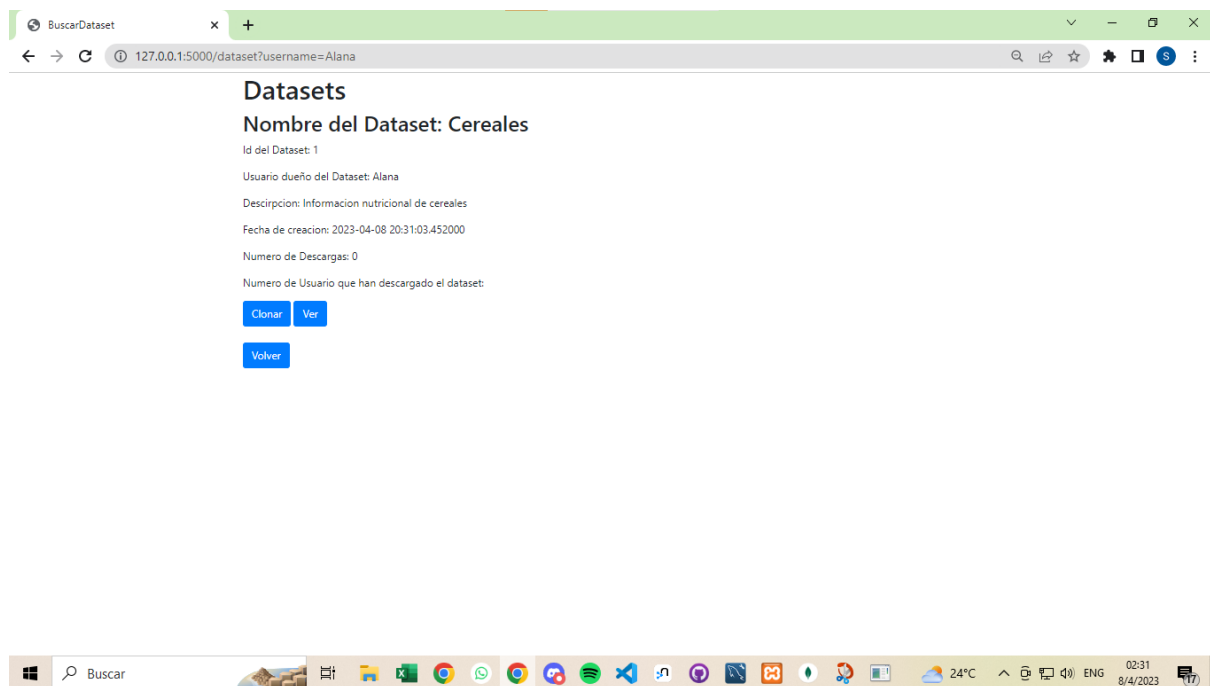 BuscarDataset
127.0.0.1:5000/dataset?username=Alana
S
Datasets
Nombre del Dataset: Cereales
Id del Dataset: 1
Usuario dueño del Dataset: Alana
Descirpcion: Informacion nutricional de cereales
Fecha de creacion: 2023-04-08 20:31:03.452000
Numero de Descargas: 0
Numero de Usuario que han descargado el dataset:
Clonar Ver
Volver
Buscar
24°C
ENG
02:31
8/4/2023
17